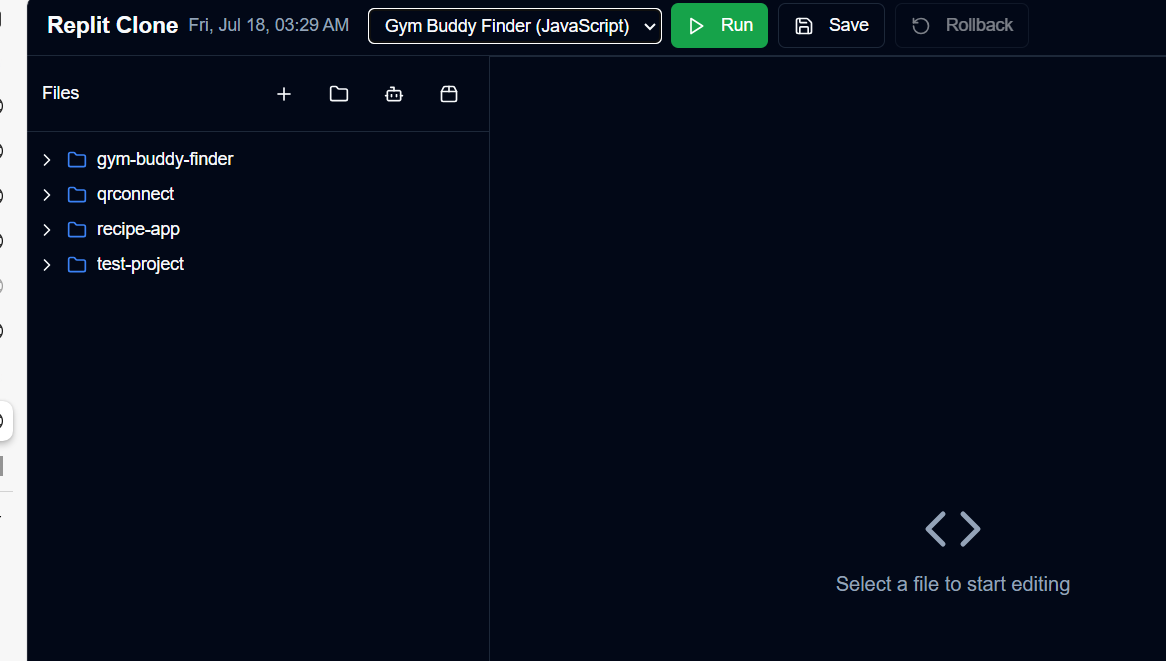 Replit Clone Fri, Jul 18, 03:29 AM Gym Buddy Finder (JavaScript) Run Save Rollback
Files
gym-buddy-finder
qrconnect
recipe-app
test-project
Select a file to start editing